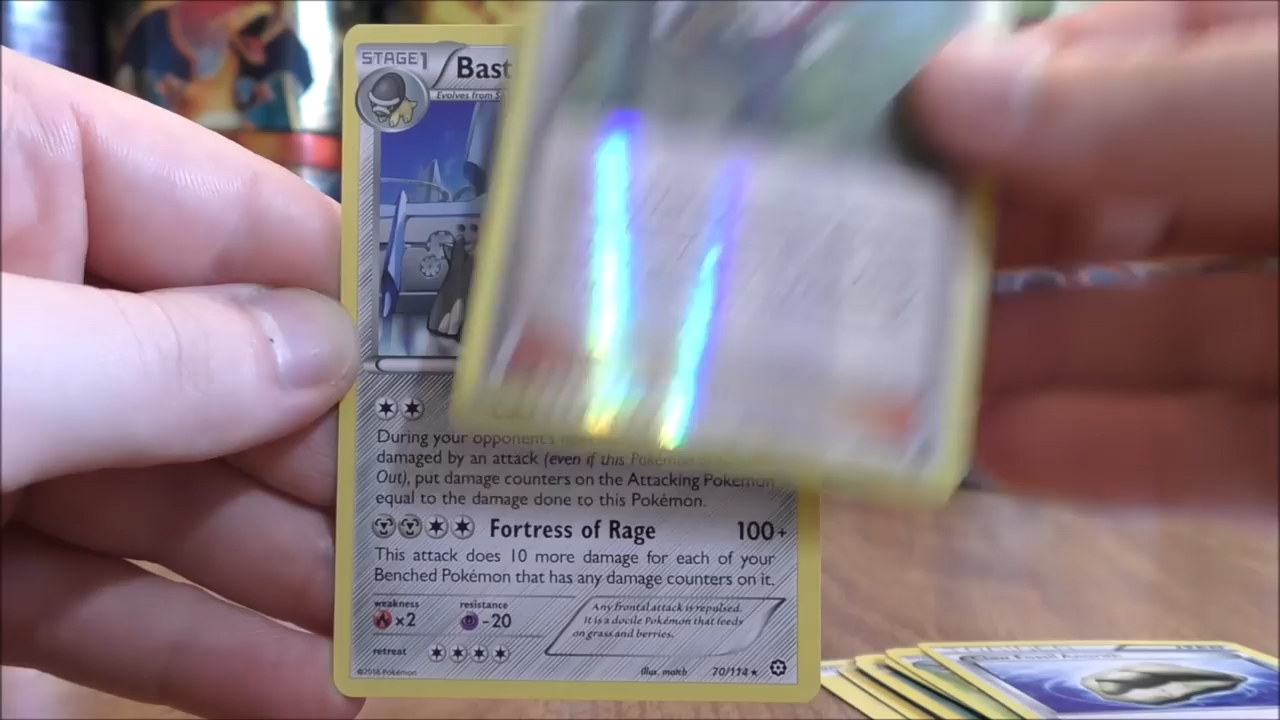 STAGE1
Bast
Evolves from S
During your opponent's
damaged by an attack (even if this Pokémon
Out), put damage counters on the Attacking Pokémon
equal to the damage done to this Pokémon.
Fortress of Rage 100+
This attack does 10 more damage for each of your
Benched Pokémon that has any damage counters on it.
weakness resistance
×2 -20
Any frontal attack is repulsed.
It is a docile Pokémon that feeds
on grass and berries.
retreat
©2016 Pokémon Illus. match 70/114 ★